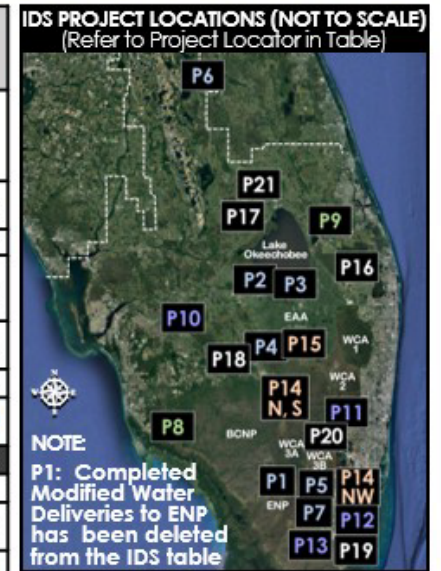 IDS PROJECT LOCATIONS (NOT TO SCALE)
(Refer to Project Locator in Table)
P6
P21
P17
P9
Lake
Okeechobee
P16
P2
P3
EAA
P10
P4
P15
WCA
1
P18
WCA
2
P14
N, S
P11
P8
BCNP
P20
WCA
3A
WCA
3B
NOTE:
P1: Completed
Modified Water
Deliveries to ENP
has been deleted
from the IDS table
P1
P5
P14
NW
ENP
P7
P12
P13
P19
N
W
E
S